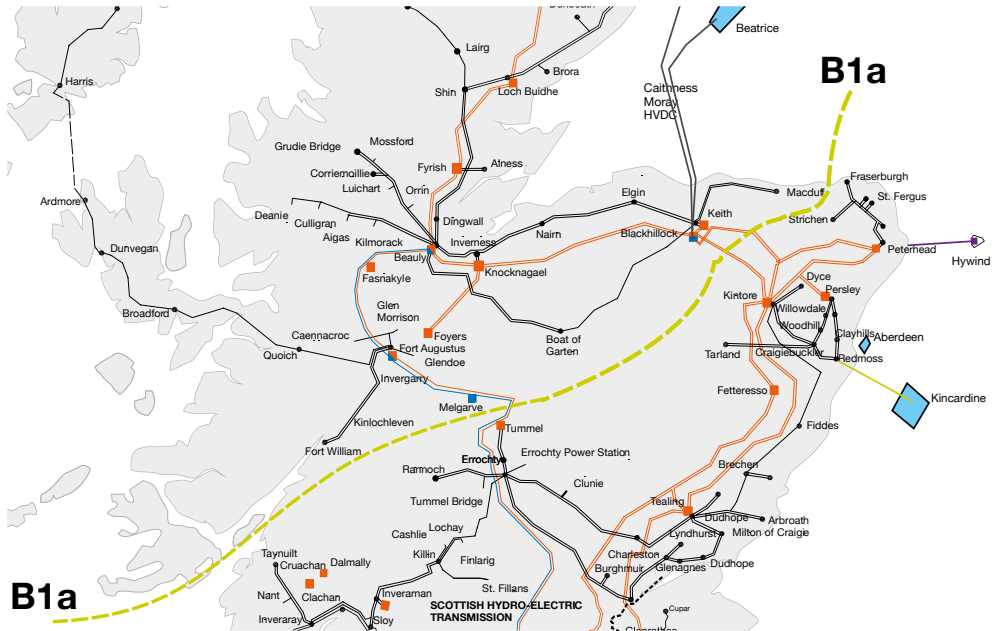 Dunbeath
Beatrice
Lairg
B1a
Brora
Harris
Shin
Loch Buidhe
Caithness
Moray
HVDC
Mossford
Grudie Bridge
Fyrish
Alness
Corriemoillie
Luichart
Orrin
Elgin
Macduff
Fraserburgh
St. Fergus
Ardmore
Deanie
Culligran
Dingwall
Keith
Strichen
Aigas
Kilmorack
Inverness
Nairn
Blackhillock
Dunvegan
Beauly
Peterhead
Hywind
Fasnakyle
Knocknagael
Dyce
Persley
Kintore
Willowdale
Glen
Morrison
Broadford
Woodhill
Clayhills
Aberdeen
Caennacroc
Foyers
Boat of
Garten
Quoich
Fort Augustus
Glendoe
Tarland
Craigiebuckler
Redmoss
Invergarry
Fetteresso
Kincardine
Melgarve
Kinlochleven
Tummel
Fiddes
Fort William
Errochty Power Station
Errochty
Rannoch
Brechen
Clunie
Tummel Bridge
Tealing
Dudhope
Arbroath
Lochay
Cashlie
Lyndhurst
Milton of Craigie
Taynuilt
Killin
Finlarig
Charleston
Cruachan
Dalmally
Burghmuir
Glenagnes
Dudhope
Nant
Clachan
St. Fillans
B1a
Invernan
SCOTTISH HYDRO-ELECTRIC
TRANSMISSION
Cupar
Inveraray
Sloy
Glenrothes